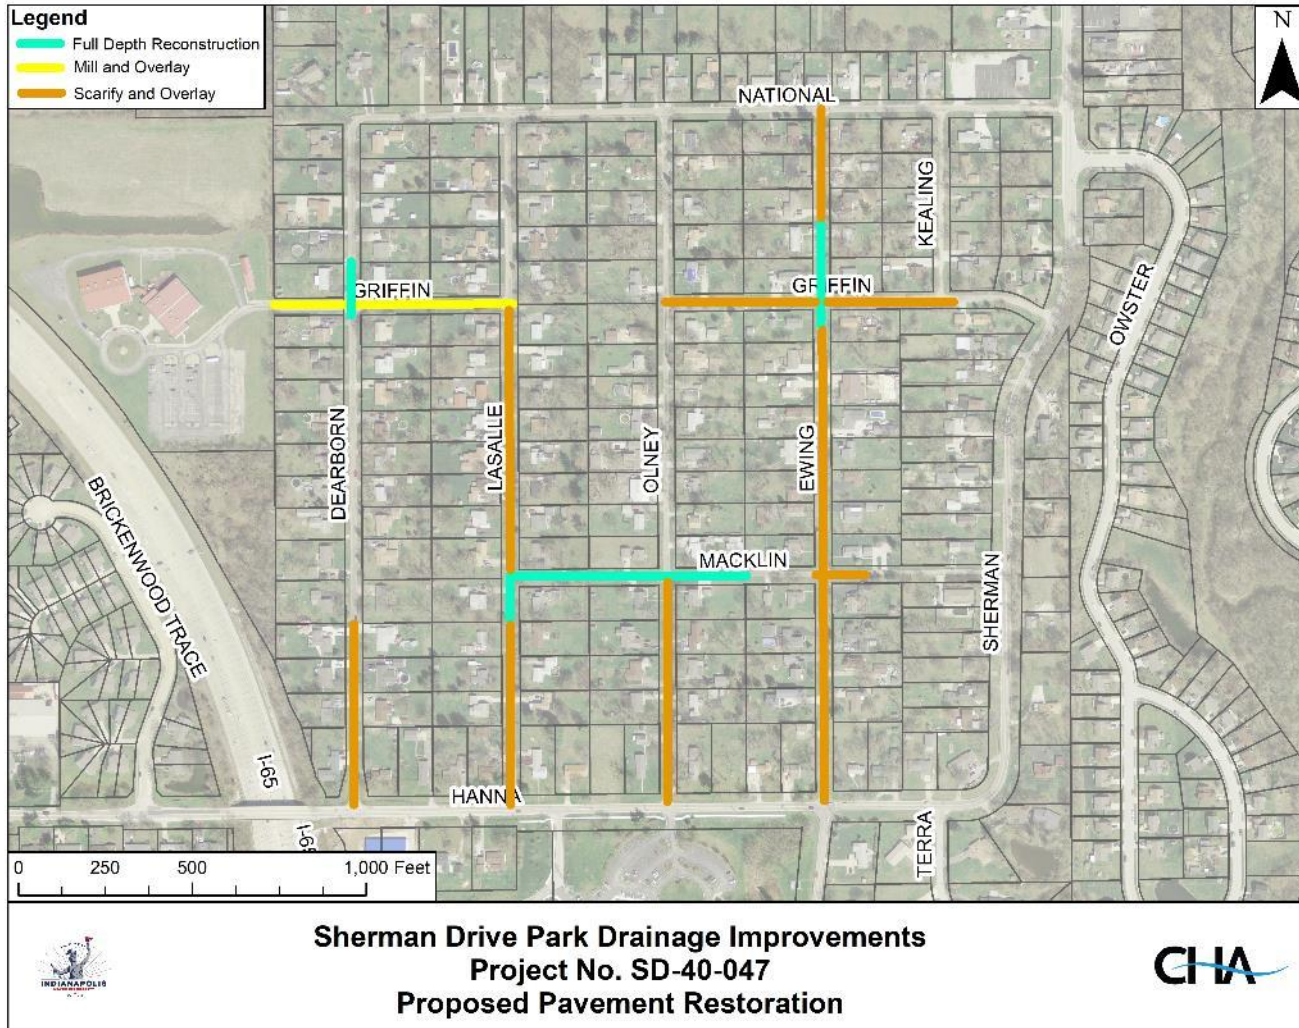 Legend
Full Depth Reconstruction
Mill and Overlay
Scarify and Overlay
N
NATIONAL
KEALING
GRIFFIN
GRIFFIN
OWSTER
DEARBORN
LASALLE
OLNEY
EWING
BRICKENWOOD TRACE
MACKLIN
SHERMAN
I-65
HANNA
I-65
TERRA
0 250 500 1,000 Feet
Sherman Drive Park Drainage Improvements
Project No. SD-40-047
Proposed Pavement Restoration
INDIANAPOLIS
CHA